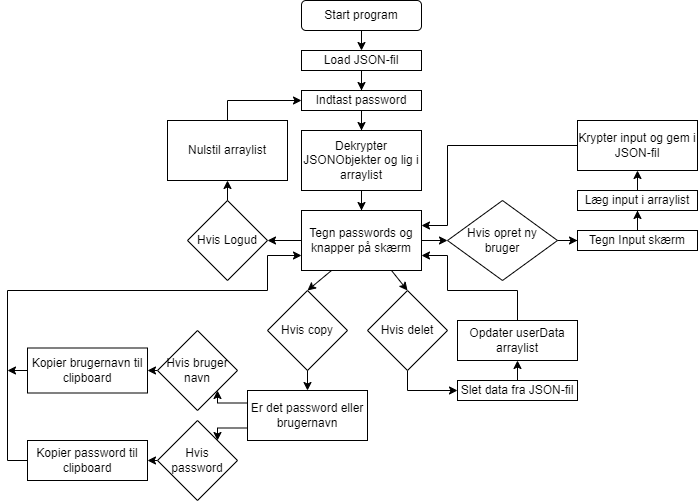 Start program
Load JSON-fil
Indtast password
Nulstil arraylist
Dekrypter
JSONObjekter og lig i
arraylist
Krypter input og gem i
JSON-fil
Læg input i arraylist
Hvis Logud
Tegn passwords og
knapper på skærm
Hvis opret ny
bruger
Tegn Input skærm
Hvis copy
Hvis delet
Opdater userData
arraylist
Kopier brugernavn til
clipboard
Hvis bruger
navn
Er det password eller
brugernavn
Slet data fra JSON-fil
Kopier password til
clipboard
Hvis
password